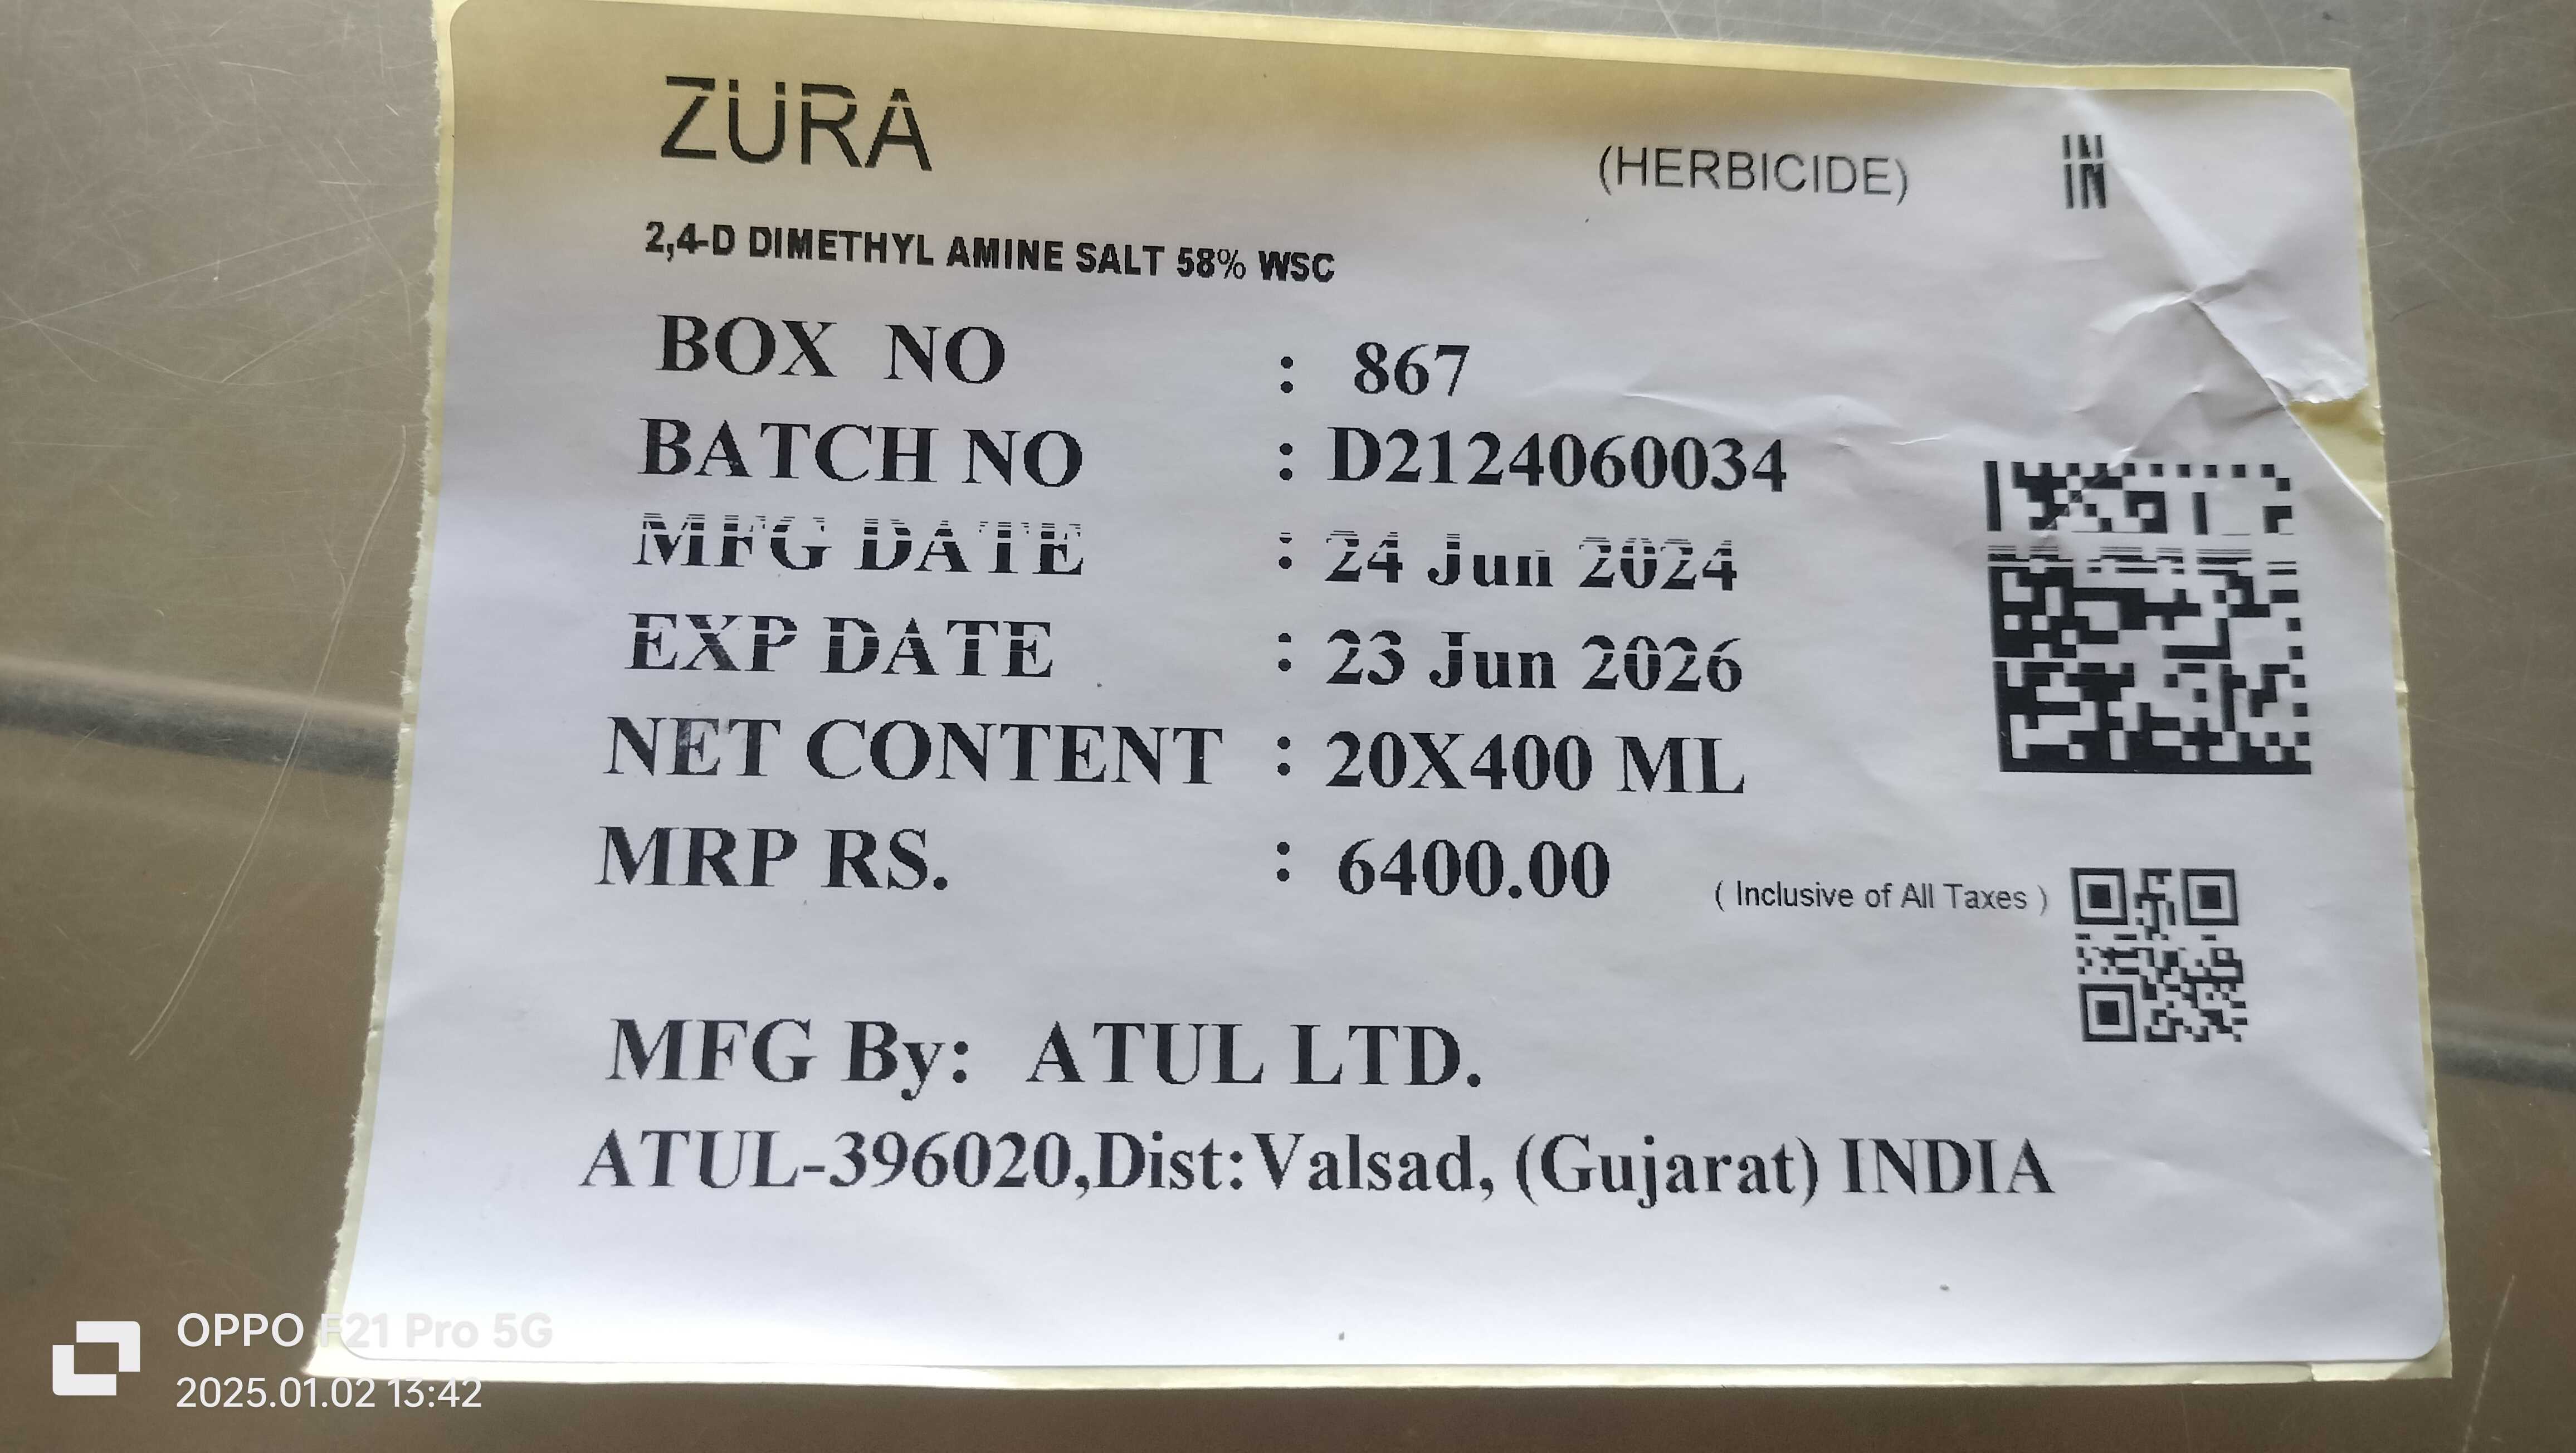 ZURA
(HERBICIDE)
IN
IN
2,4-D DIMETHYL AMINE SALT 58% WSC
BOX NO : 867
BATCH NO : D2124060034
MFG DATE : 24 Jun 2024
EXP DATE : 23 Jun 2026
NET CONTENT : 20X400 ML
MRP RS. : 6400.00 ( Inclusive of All Taxes )
MFG By: ATUL LTD.
ATUL-396020,Dist:Valsad, (Gujarat) INDIA
OPPO F21 Pro 5G
2025.01.02 13:42